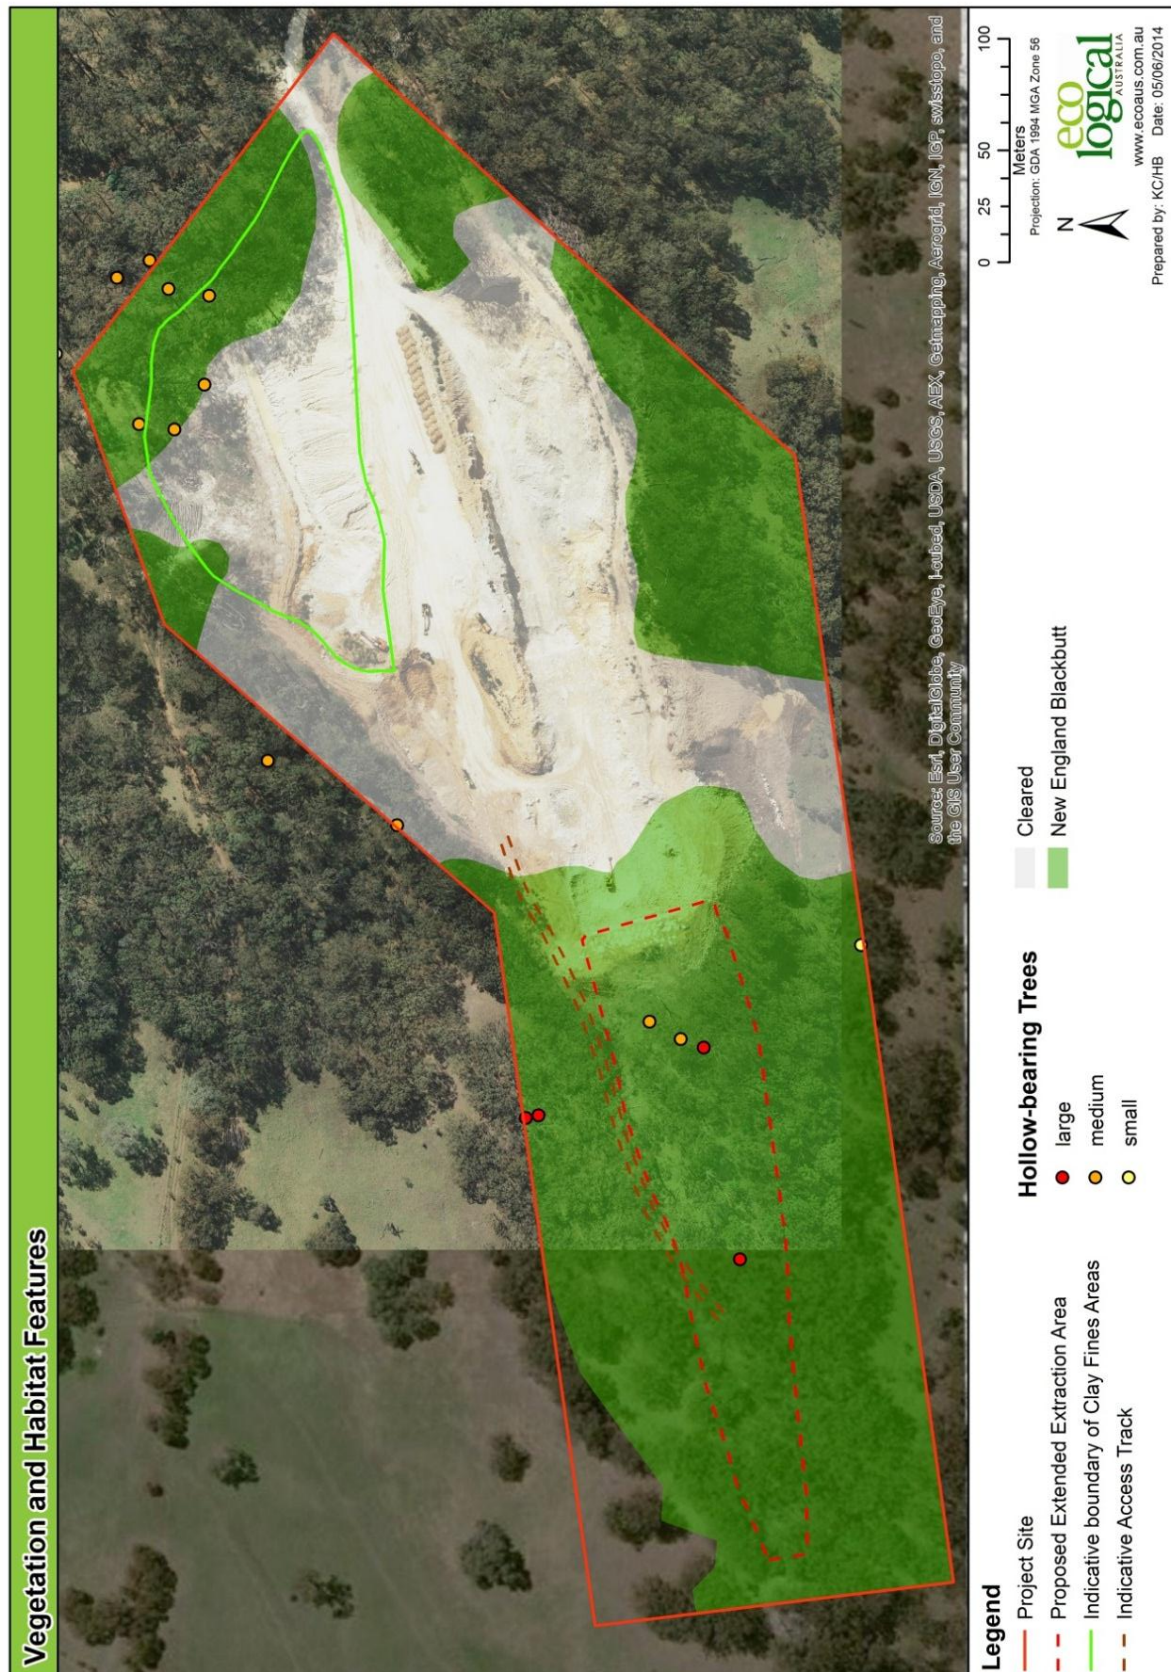 Vegetation and Habitat Features
Source: Esri, DigitalGlobe, GeoEye, i-cubed, USDA, USGS, AEX, Getmapping, Aerogrid, IGN, IGP, swisstopo, and
the GIS User Community
Legend
Project Site
Proposed Extended Extraction Area
Indicative boundary of Clay Fines Areas
Indicative Access Track
Hollow-bearing Trees
large
medium
small
Cleared
New England Blackbutt
0 25 50 100
Meters
Projection: GDA 1994 MGA Zone 56
N
eco
logical
AUSTRALIA
www.ecoaus.com.au
Prepared by: KC/HB Date: 05/06/2014